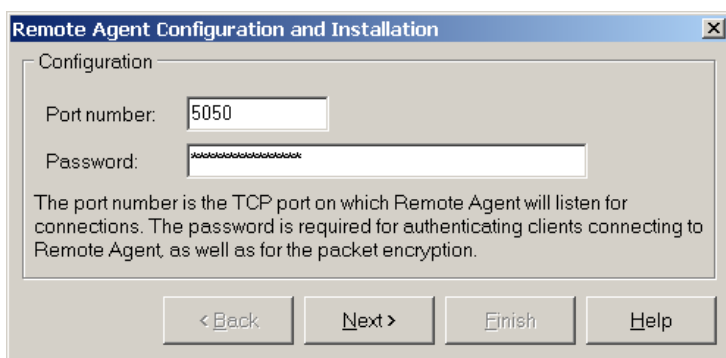 Remote Agent Configuration and Installation
Configuration
Port number: 5050
Password: ****************
The port number is the TCP port on which Remote Agent will listen for
connections. The password is required for authenticating clients connecting to
Remote Agent, as well as for the packet encryption.
< Back Next > Finish Help